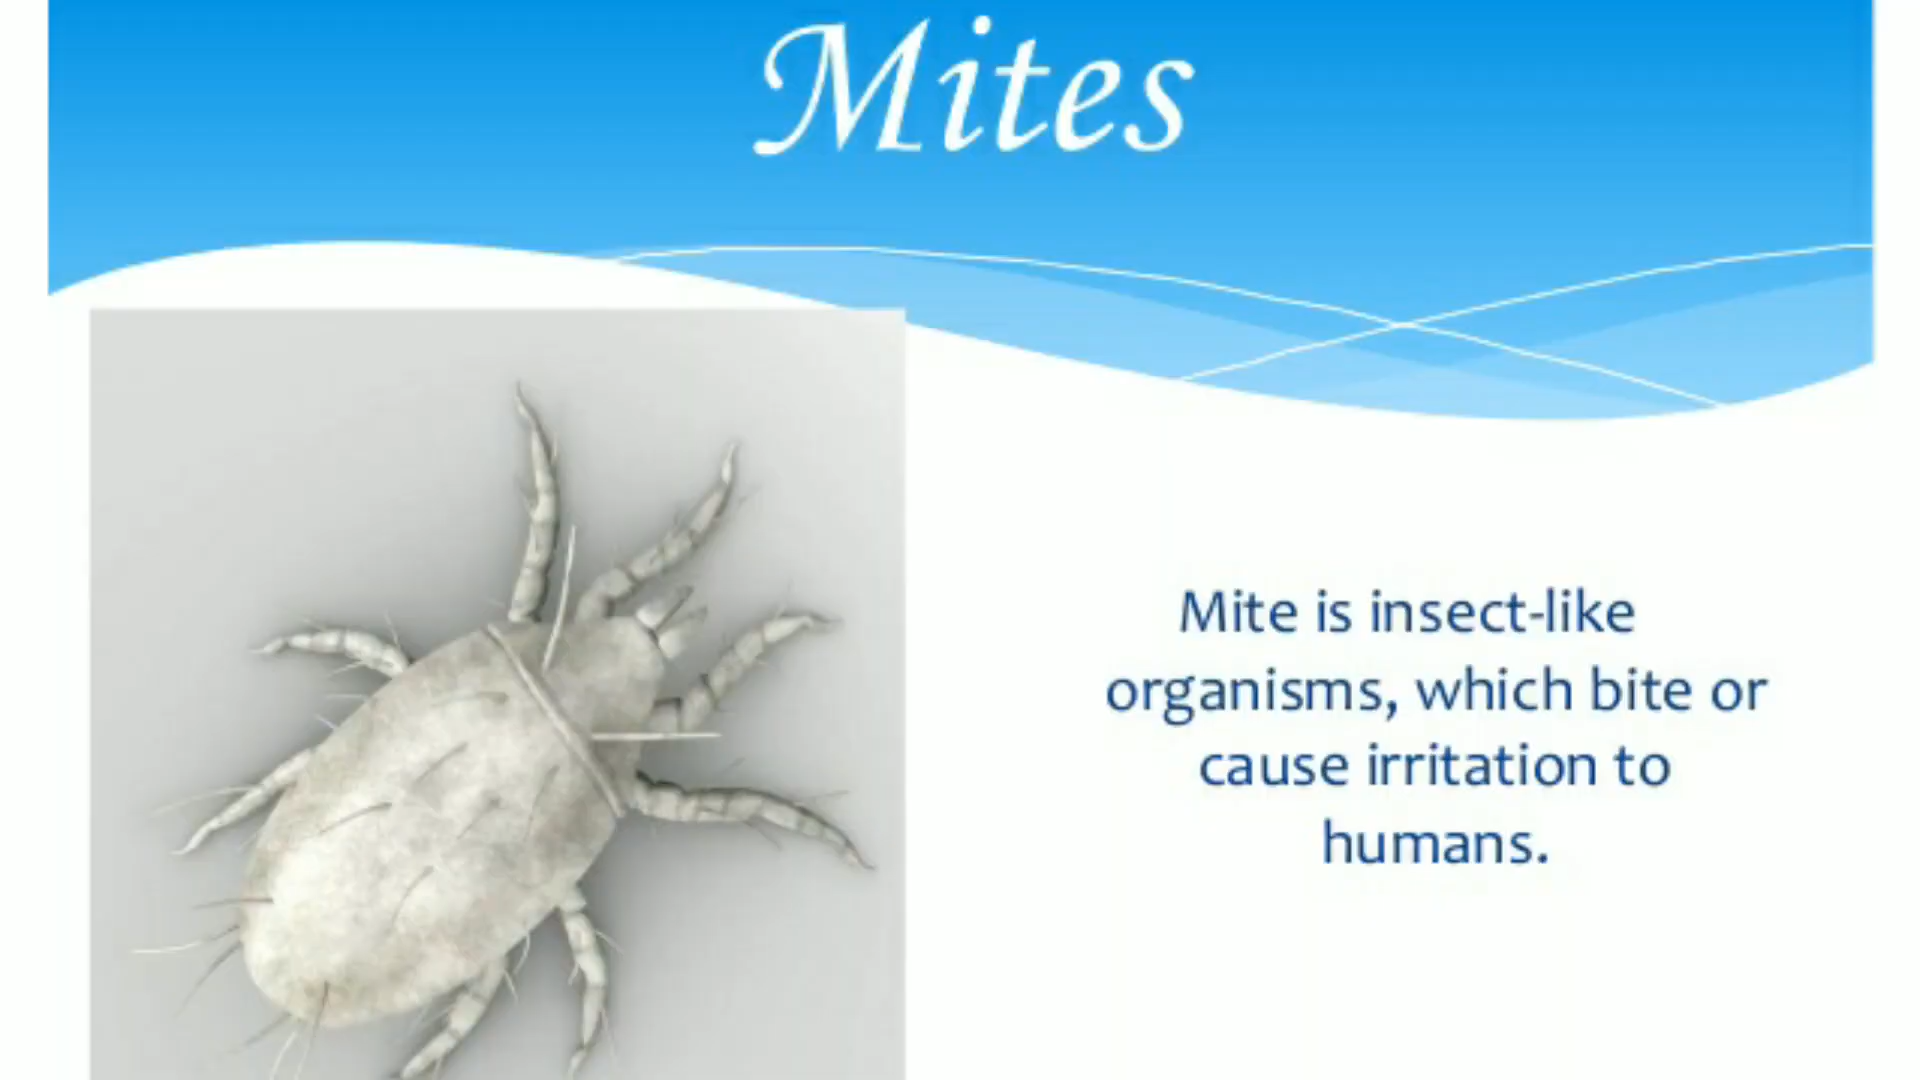 Mites
Mite is insect-like
organisms, which bite or
cause irritation to
humans.